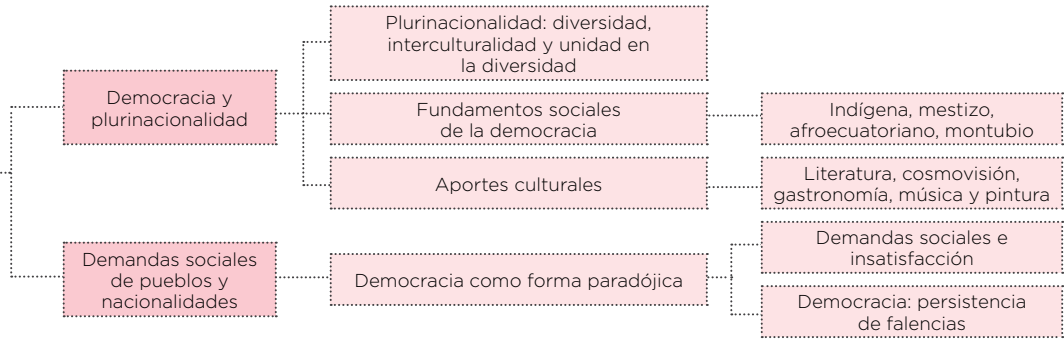 Democracia y
plurinacionalidad
Plurinacionalidad: diversidad,
interculturalidad y unidad en
la diversidad
Fundamentos sociales
de la democracia
Indígena, mestizo,
afroecuatoriano, montubio
Aportes culturales
Literatura, cosmovisión,
gastronomía, música y pintura
Demandas sociales
de pueblos y
nacionalidades
Democracia como forma paradójica
Demandas sociales e
insatisfacción
Democracia: persistencia
de falencias